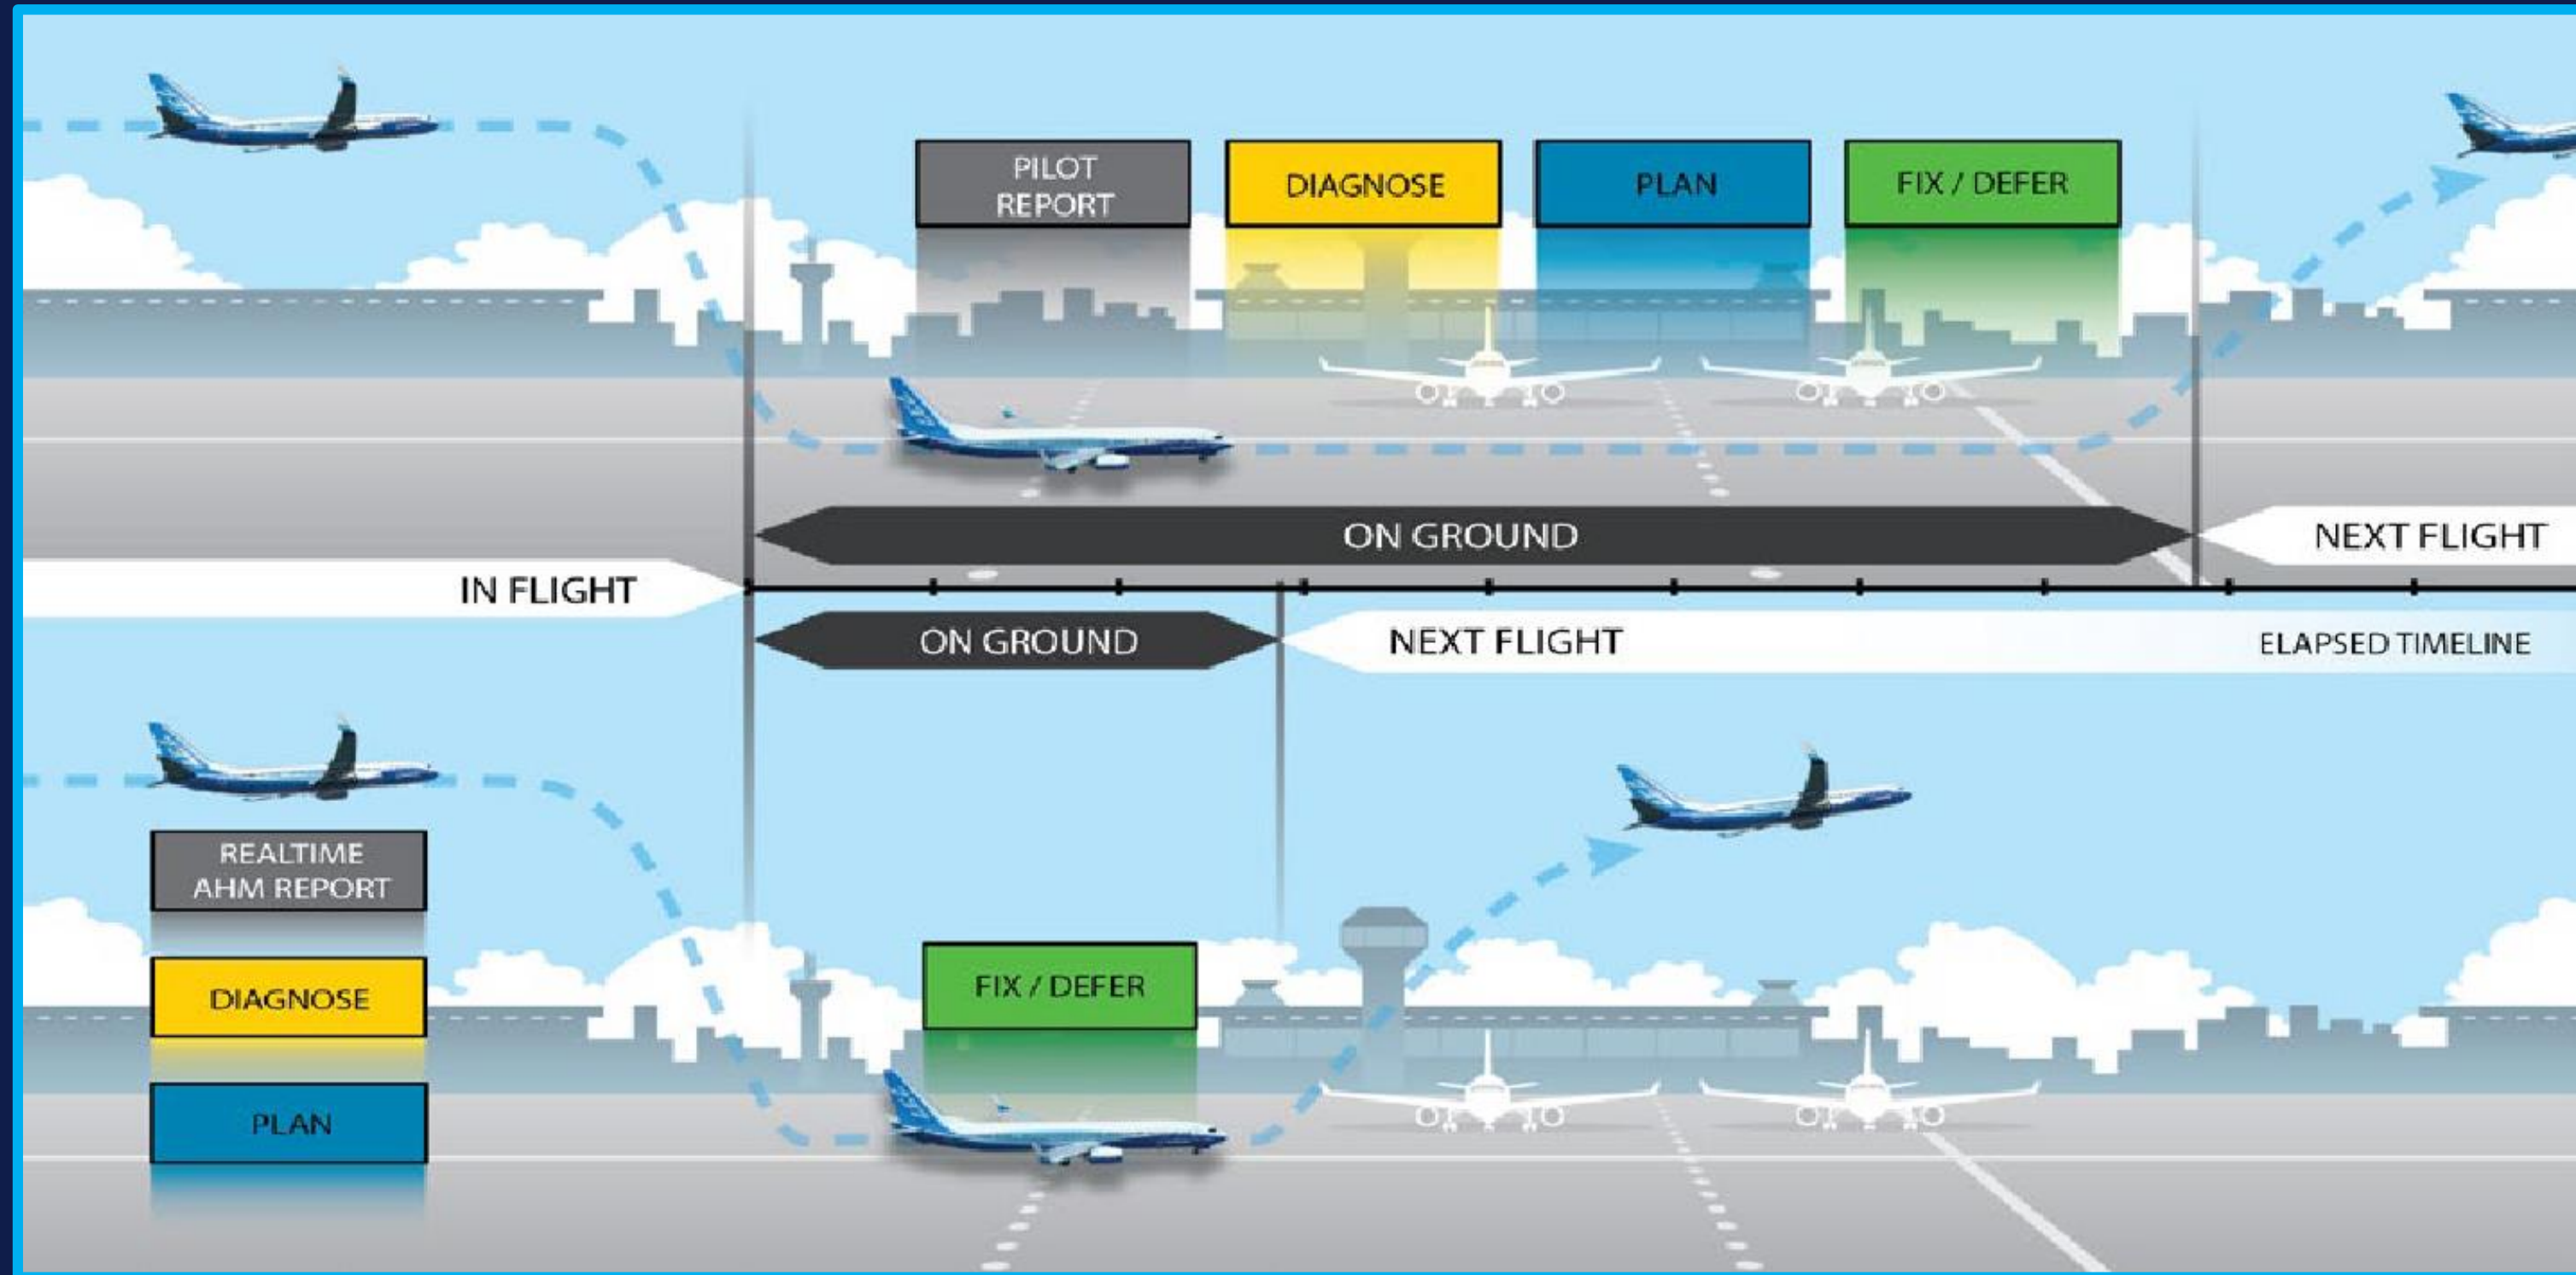 PILOT
REPORT
DIAGNOSE
PLAN
FIX / DEFER
ON GROUND
NEXT FLIGHT
IN FLIGHT
ON GROUND
NEXT FLIGHT
ELAPSED TIMELINE
REALTIME
AHM REPORT
DIAGNOSE
PLAN
FIX / DEFER